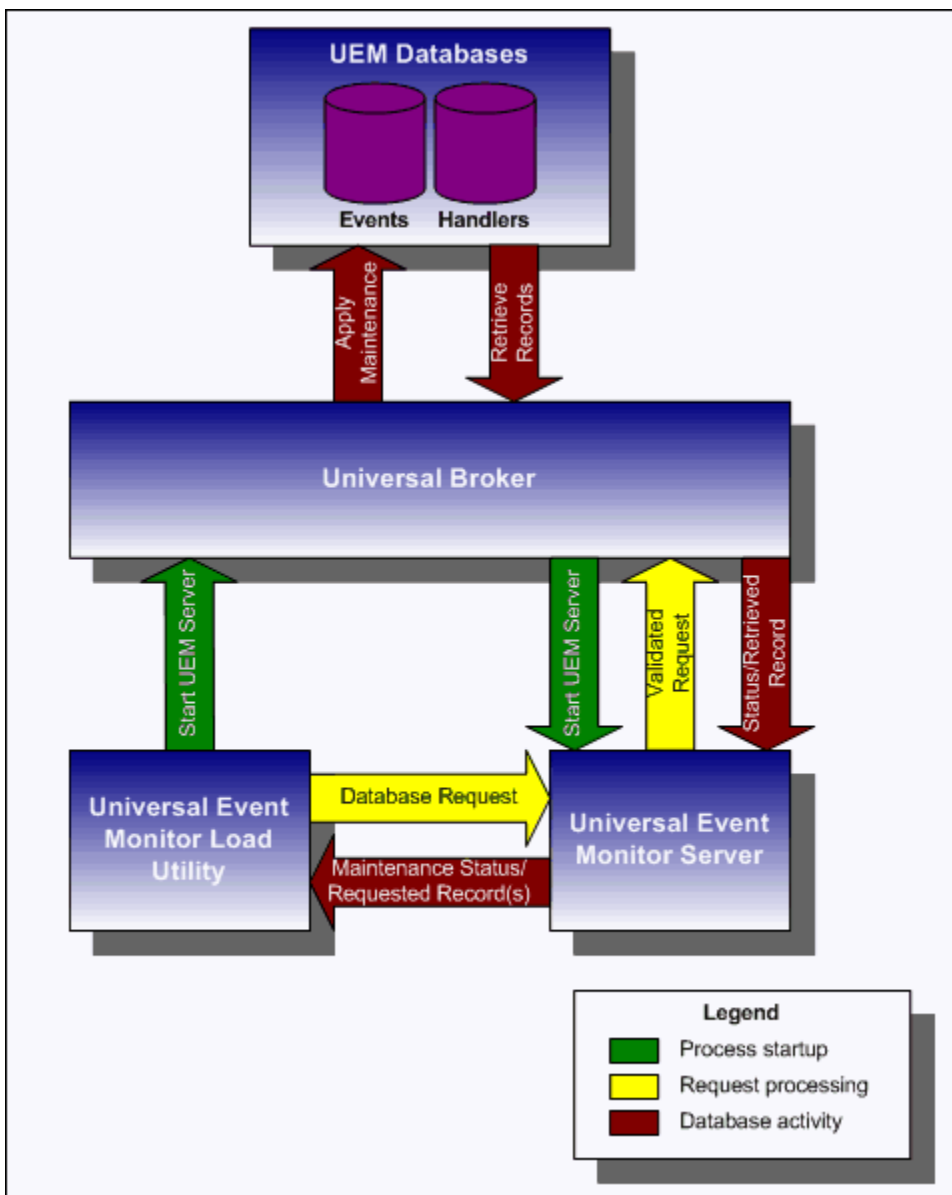 UEM Databases
Events
Handlers
Apply
Maintenance
Retrieve
Records
Universal Broker
Start UEM Server
Start UEM Server
Validated
Request
Status/Retrieved
Record
Universal Event
Monitor Load
Utility
Database Request
Maintenance Status/
Requested Record(s)
Universal Event
Monitor Server
Legend
Process startup
Request processing
Database activity